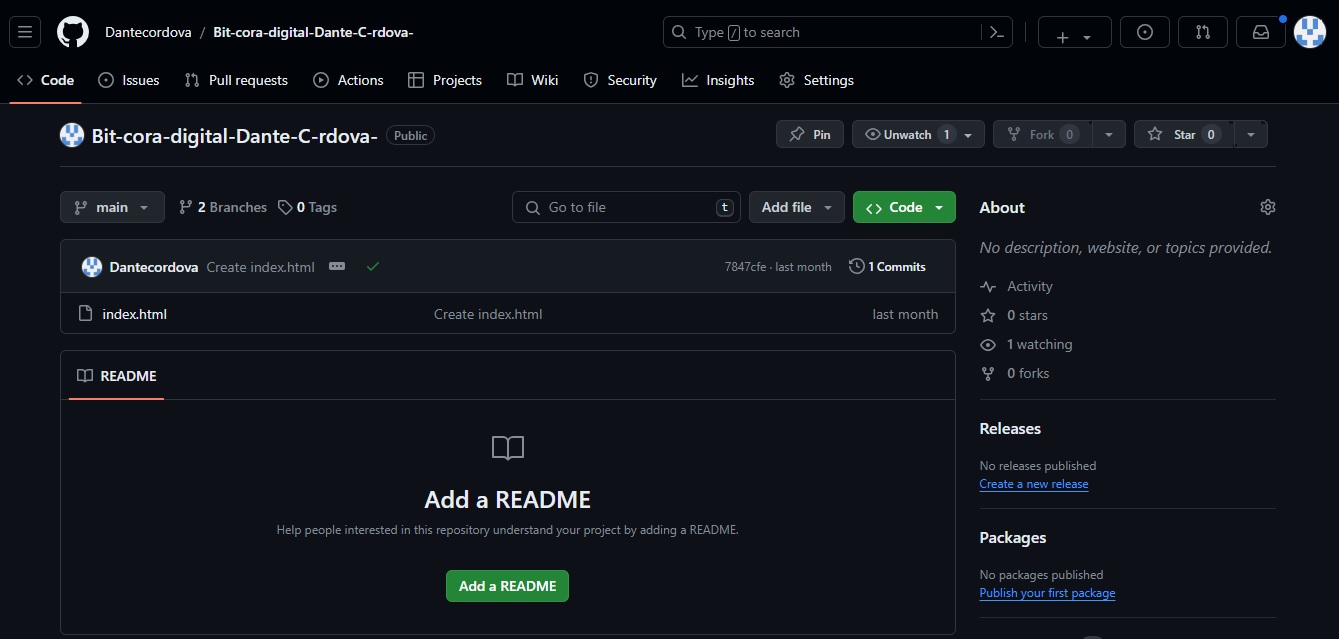 Dantecordova / Bit-cora-digital-Dante-C-rdova-
Type / to search
Code Issues Pull requests Actions Projects Wiki Security Insights Settings
Bit-cora-digital-Dante-C-rdova- Public
Pin Unwatch 1 Fork 0 Star 0
main 2 Branches 0 Tags
Go to file t Add file Code
Dantecordova Create index.html 7847cfe · last month 1 Commits
index.html Create index.html last month
README
Add a README
Help people interested in this repository understand your project by adding a README.
Add a README
About
No description, website, or topics provided.
Activity
0 stars
1 watching
0 forks
Releases
No releases published
Create a new release
Packages
No packages published
Publish your first package